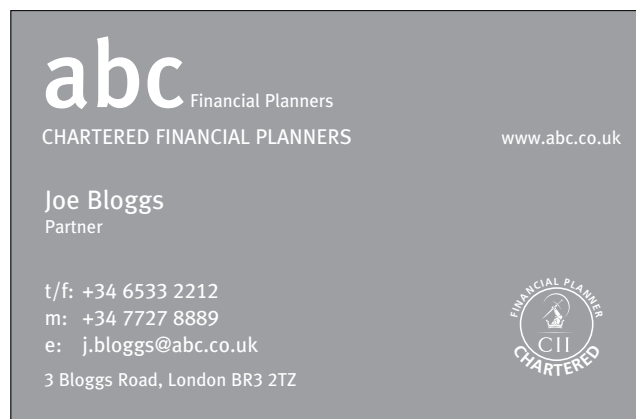 abc Financial Planners
CHARTERED FINANCIAL PLANNERS
www.abc.co.uk
Joe Bloggs
Partner
t/f: +34 6533 2212
m: +34 7727 8889
e: j.bloggs@abc.co.uk
3 Bloggs Road, London BR3 2TZ
FINANCIAL PLANNER
CII
CHARTERED